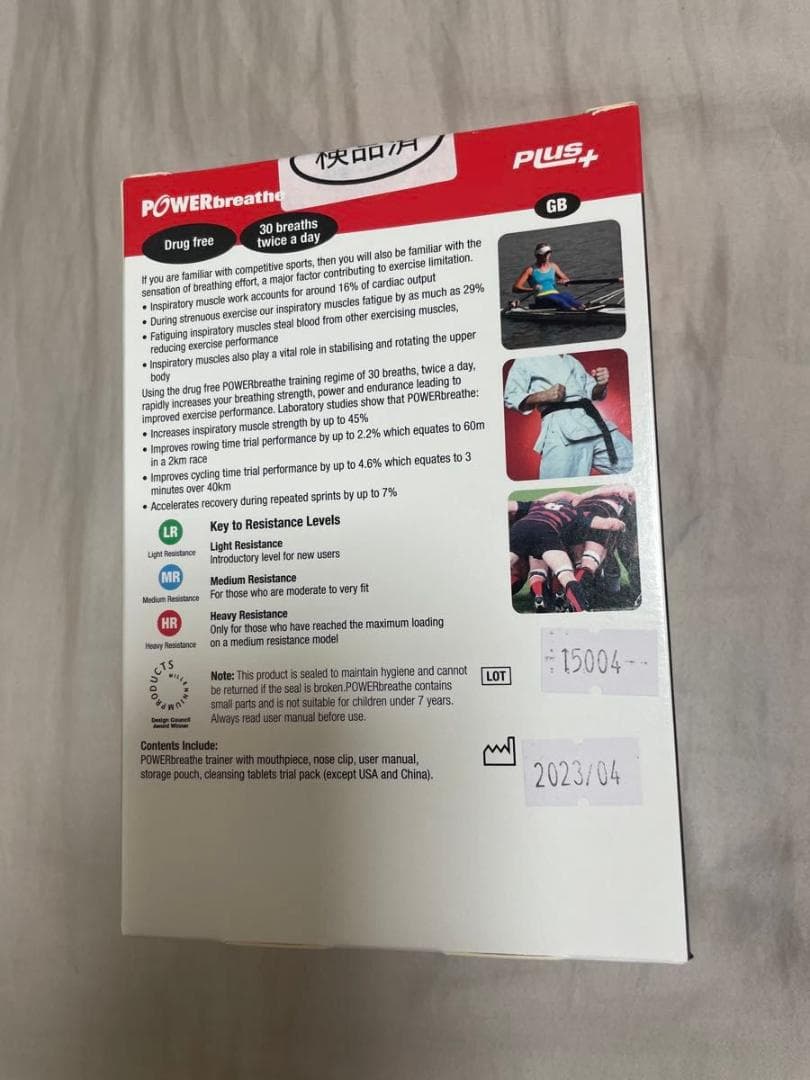 検品済
POWERbreathe
PLUS+
Drug free
30 breaths
twice a day
GB
If you are familiar with competitive sports, then you will also be familiar with the
sensation of breathing effort, a major factor contributing to exercise limitation.
• Inspiratory muscle work accounts for around 16% of cardiac output
• During strenuous exercise our inspiratory muscles fatigue by as much as 29%
• Fatiguing inspiratory muscles steal blood from other exercising muscles,
reducing exercise performance
• Inspiratory muscles also play a vital role in stabilising and rotating the upper
body
Using the drug free POWERbreathe training regime of 30 breaths, twice a day,
rapidly increases your breathing strength, power and endurance leading to
improved exercise performance. Laboratory studies show that POWERbreathe:
• Increases inspiratory muscle strength by up to 45%
• Improves rowing time trial performance by up to 2.2% which equates to 60m
in a 2km race
• Improves cycling time trial performance by up to 4.6% which equates to 3
minutes over 40km
• Accelerates recovery during repeated sprints by up to 7%
Key to Resistance Levels
LR
Light Resistance
Light Resistance
Introductory level for new users
MR
Medium Resistance
Medium Resistance
For those who are moderate to very fit
HR
Heavy Resistance
Heavy Resistance
Only for those who have reached the maximum loading
on a medium resistance model
MILLENNIUM PRODUCTS
Design Council
Award Winner
Note: This product is sealed to maintain hygiene and cannot
be returned if the seal is broken.POWERbreathe contains
small parts and is not suitable for children under 7 years.
Always read user manual before use.
LOT
15004
Contents Include:
POWERbreathe trainer with mouthpiece, nose clip, user manual,
storage pouch, cleansing tablets trial pack (except USA and China).
2023/04